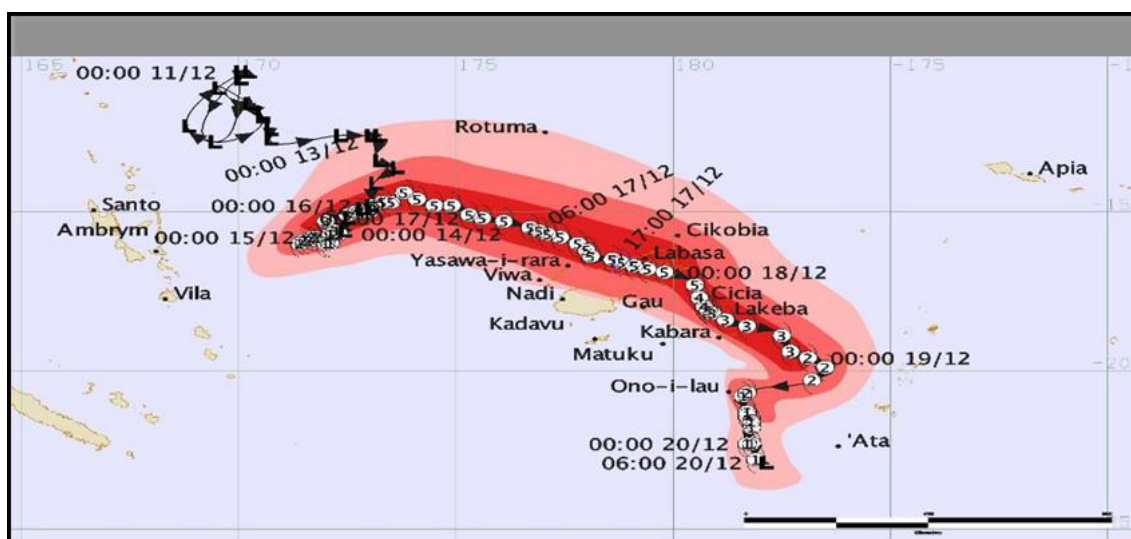 165
170
175
180
-175
-1
00:00 11/12
Rotuma
00:00 13/12
06:00 17/12
17:00 17/12
Apia
Santo
00:00 16/12
00:00 17/12
Cikobia
Ambrym
00:00 15/12
00:00 14/12
Labasa
-15
Yasawa-i-rara
00:00 18/12
Viwa
Vila
Nadi
Gau
Cicia
Lakeba
Kadavu
Kabara
Matuku
00:00 19/12
-20
Ono-i-lau
00:00 20/12
'Ata
06:00 20/12